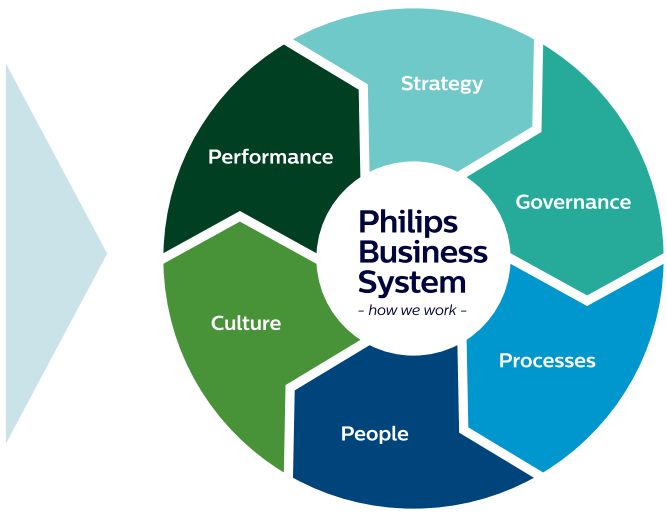 Strategy
Performance
Governance
Philips
Business
System
- how we work -
Culture
Processes
People